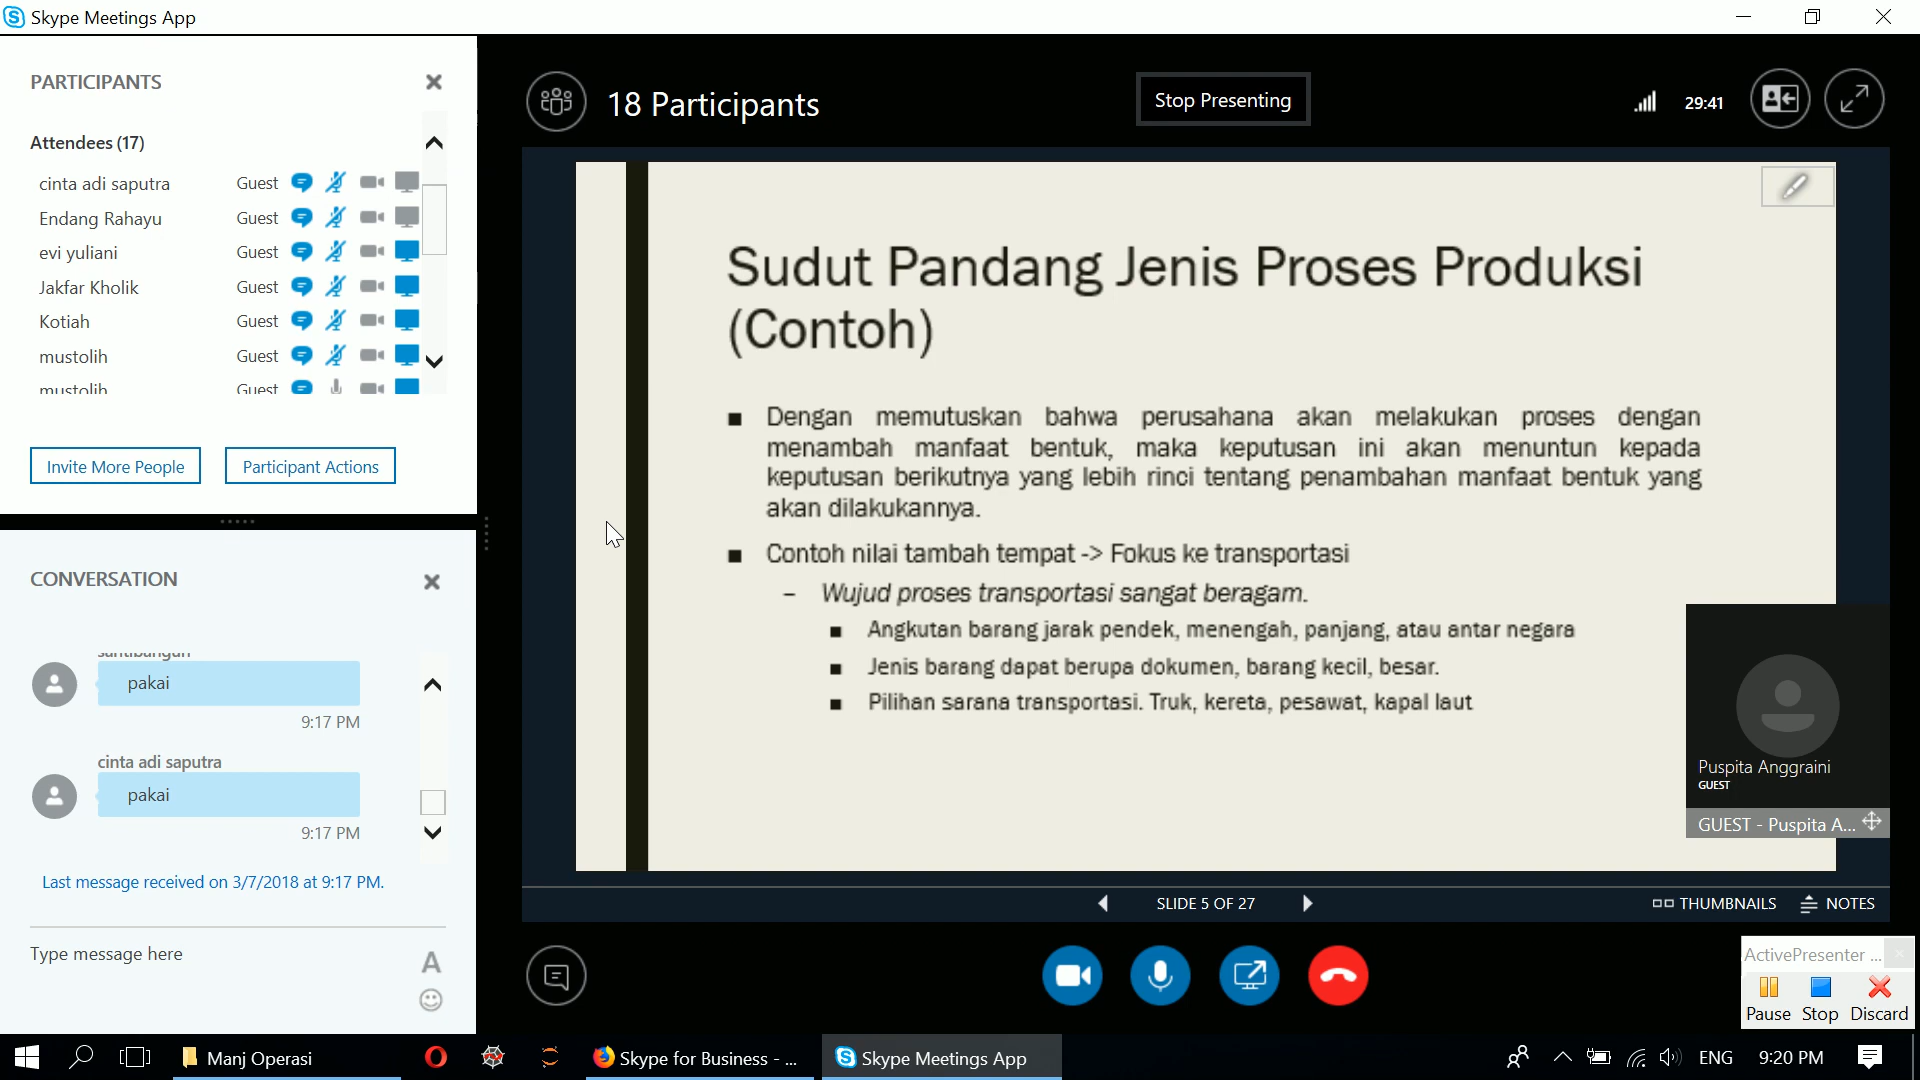 Skype Meetings App
PARTICIPANTS
Attendees (17)
cinta adi saputra Guest
Endang Rahayu Guest
evi yuliani Guest
Jakfar Kholik Guest
Kotiah Guest
mustolih Guest
mustolih Guest
Invite More People
Participant Actions
CONVERSATION
pakai
9:17 PM
cinta adi saputra
pakai
9:17 PM
Last message received on 3/7/2018 at 9:17 PM.
Type message here
A
18 Participants
Stop Presenting
29:41
Sudut Pandang Jenis Proses Produksi
(Contoh)
Dengan memutuskan bahwa perusahana akan melakukan proses dengan
menambah manfaat bentuk, maka keputusan ini akan menuntun kepada
keputusan berikutnya yang lebih rinci tentang penambahan manfaat bentuk yang
akan dilakukannya.
Contoh nilai tambah tempat -> Fokus ke transportasi
– Wujud proses transportasi sangat beragam.
Angkutan barang jarak pendek, menengah, panjang, atau antar negara
Jenis barang dapat berupa dokumen, barang kecil, besar.
Pilihan sarana transportasi. Truk, kereta, pesawat, kapal laut
Puspita Anggraini
GUEST
GUEST - Puspita A...
SLIDE 5 OF 27
THUMBNAILS
NOTES
ActivePresenter ...
Pause Stop Discard
Manj Operasi
Skype for Business - ...
Skype Meetings App
ENG
9:20 PM